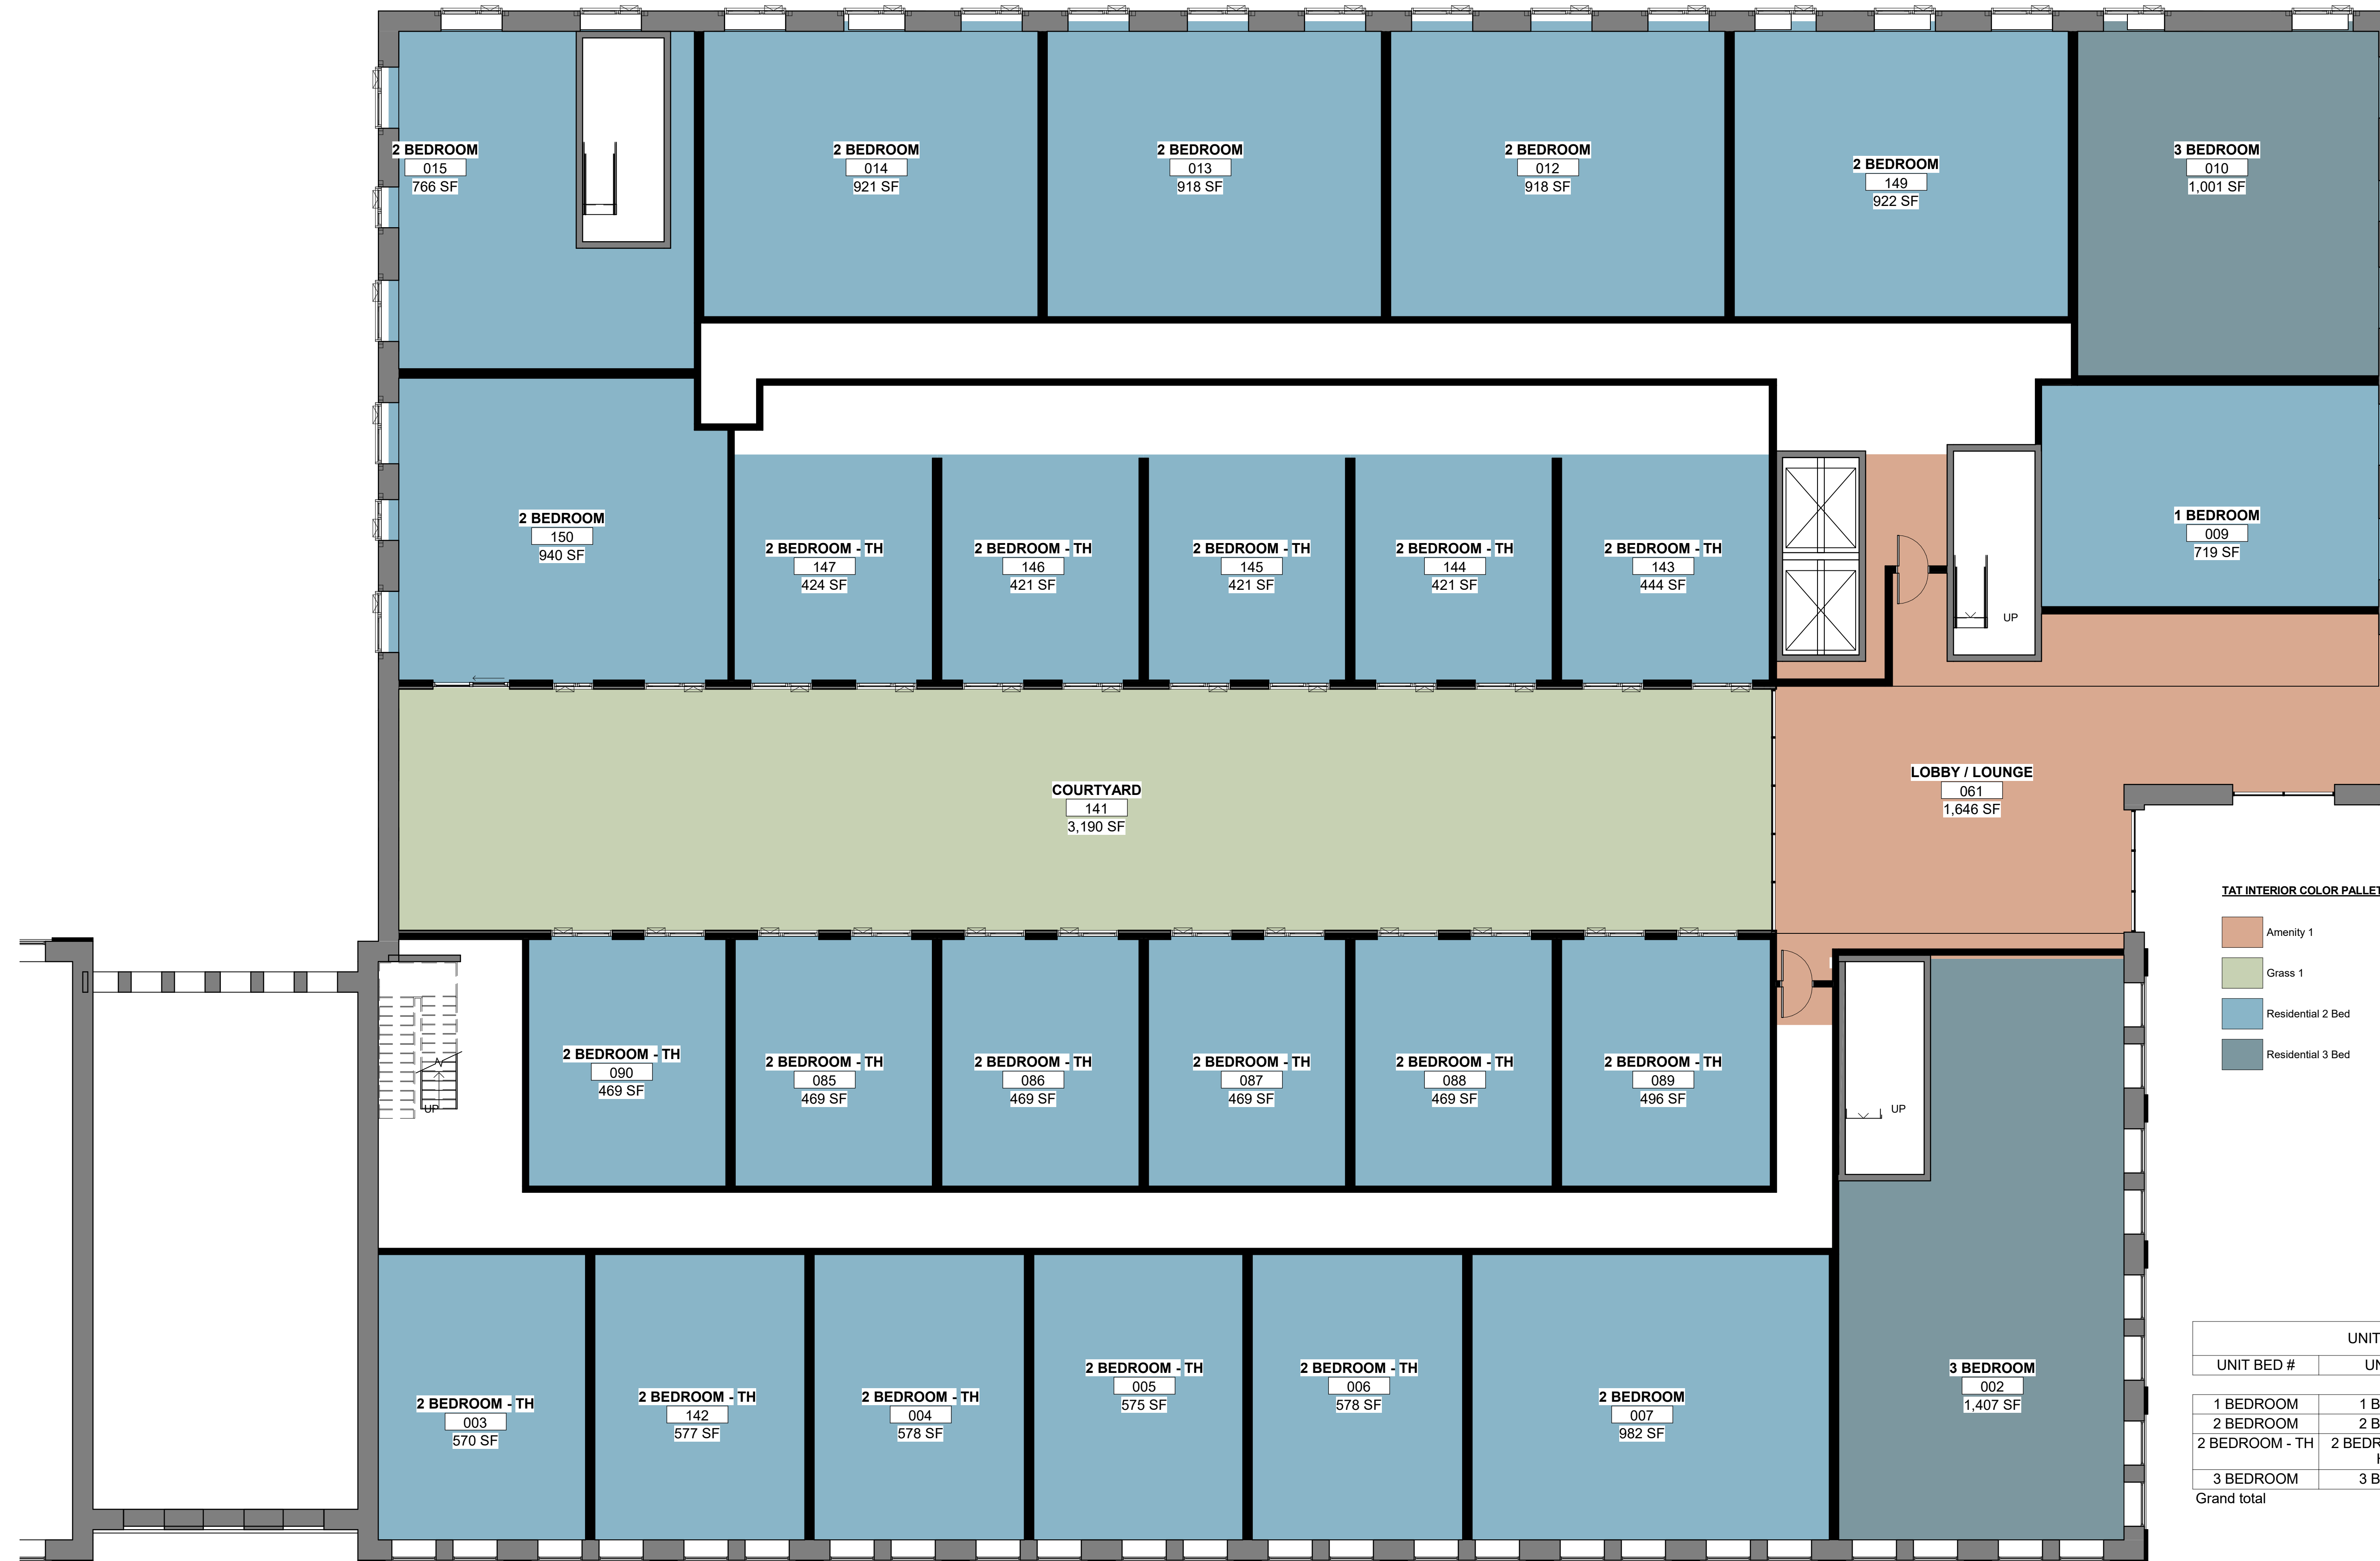 2 BEDROOM
015
766 SF
2 BEDROOM
014
921 SF
2 BEDROOM
013
918 SF
2 BEDROOM
012
918 SF
2 BEDROOM
149
922 SF
3 BEDROOM
010
1,001 SF
2 BEDROOM
150
940 SF
2 BEDROOM - TH
147
424 SF
2 BEDROOM - TH
146
421 SF
2 BEDROOM - TH
145
421 SF
2 BEDROOM - TH
144
421 SF
2 BEDROOM - TH
143
444 SF
UP
1 BEDROOM
009
719 SF
COURTYARD
141
3,190 SF
LOBBY / LOUNGE
061
1,646 SF
TAT INTERIOR COLOR PALLET
Amenity 1
Grass 1
Residential 2 Bed
Residential 3 Bed
UP
2 BEDROOM - TH
090
469 SF
2 BEDROOM - TH
085
469 SF
2 BEDROOM - TH
086
469 SF
2 BEDROOM - TH
087
469 SF
2 BEDROOM - TH
088
469 SF
2 BEDROOM - TH
089
496 SF
UP
2 BEDROOM - TH
003
570 SF
2 BEDROOM - TH
142
577 SF
2 BEDROOM - TH
004
578 SF
2 BEDROOM - TH
005
575 SF
2 BEDROOM - TH
006
578 SF
2 BEDROOM
007
982 SF
3 BEDROOM
002
1,407 SF
UNIT
UNIT BED # UN
1 BEDROOM 1 B
2 BEDROOM 2 B
2 BEDROOM - TH 2 BEDR
H
3 BEDROOM 3 B
Grand total